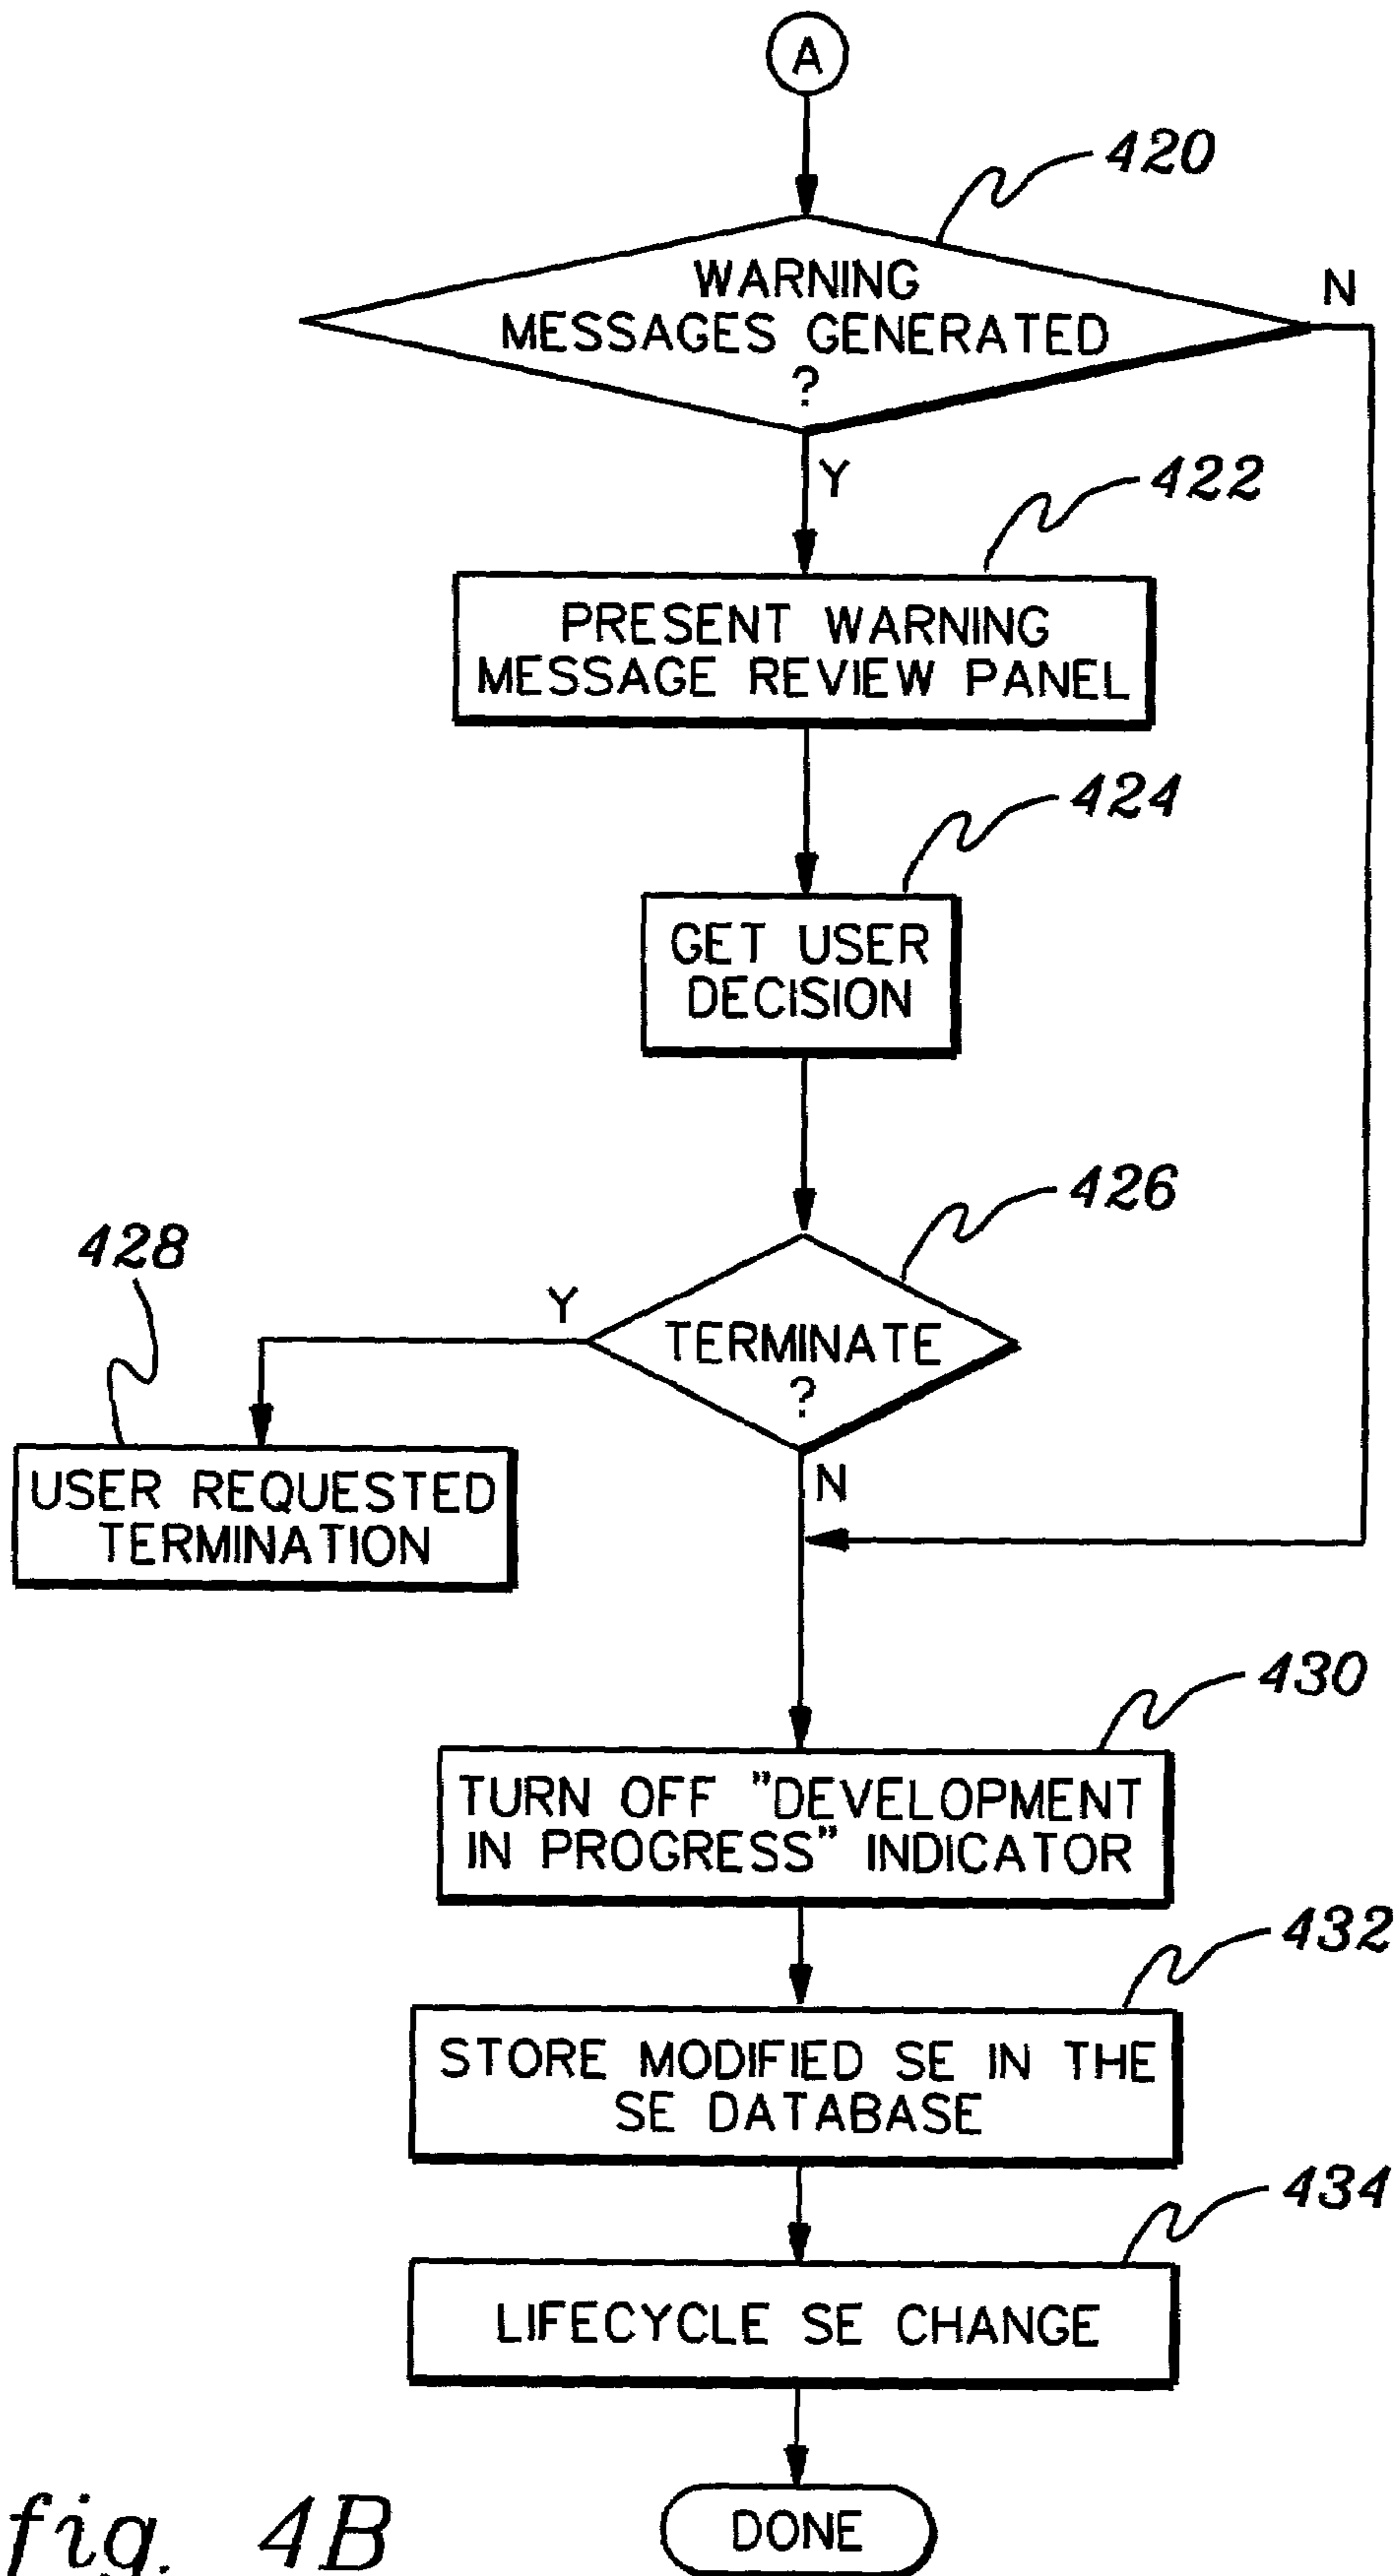 A
420
WARNING
MESSAGES GENERATED
?
N
Y
422
PRESENT WARNING
MESSAGE REVIEW PANEL
424
GET USER
DECISION
426
428
Y
TERMINATE
?
N
USER REQUESTED
TERMINATION
430
TURN OFF "DEVELOPMENT
IN PROGRESS" INDICATOR
432
STORE MODIFIED SE IN THE
SE DATABASE
434
LIFECYCLE SE CHANGE
DONE
fig. 4B